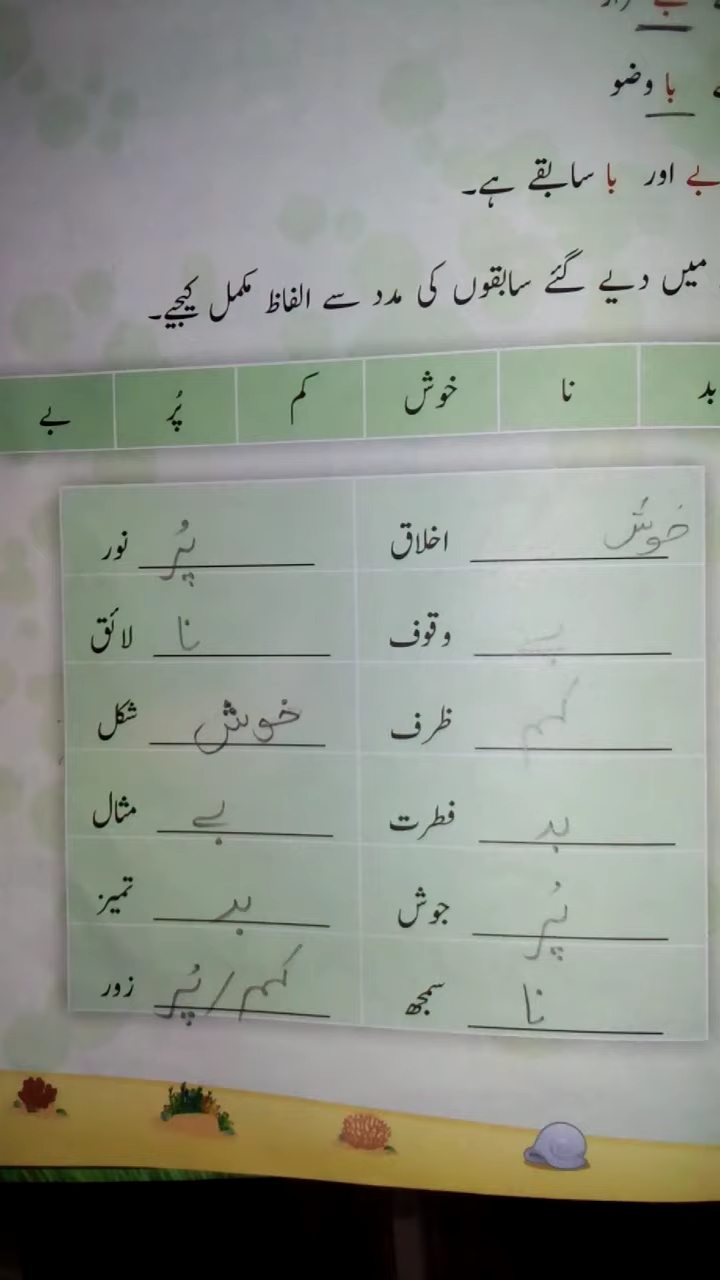 با وضو
بے اور با سابقے ہے۔
میں دیے گئے سابقوں کی مدد سے الفاظ مکمل کیجیے۔
بد نا خوش کم پُر بے
خوش اخلاق پُر نور
بے وقوف نا لائق
کم ظرف خوش شکل
بد فطرت بے مثال
پُر جوش بد تمیز
نا سمجھ کم/پُر زور